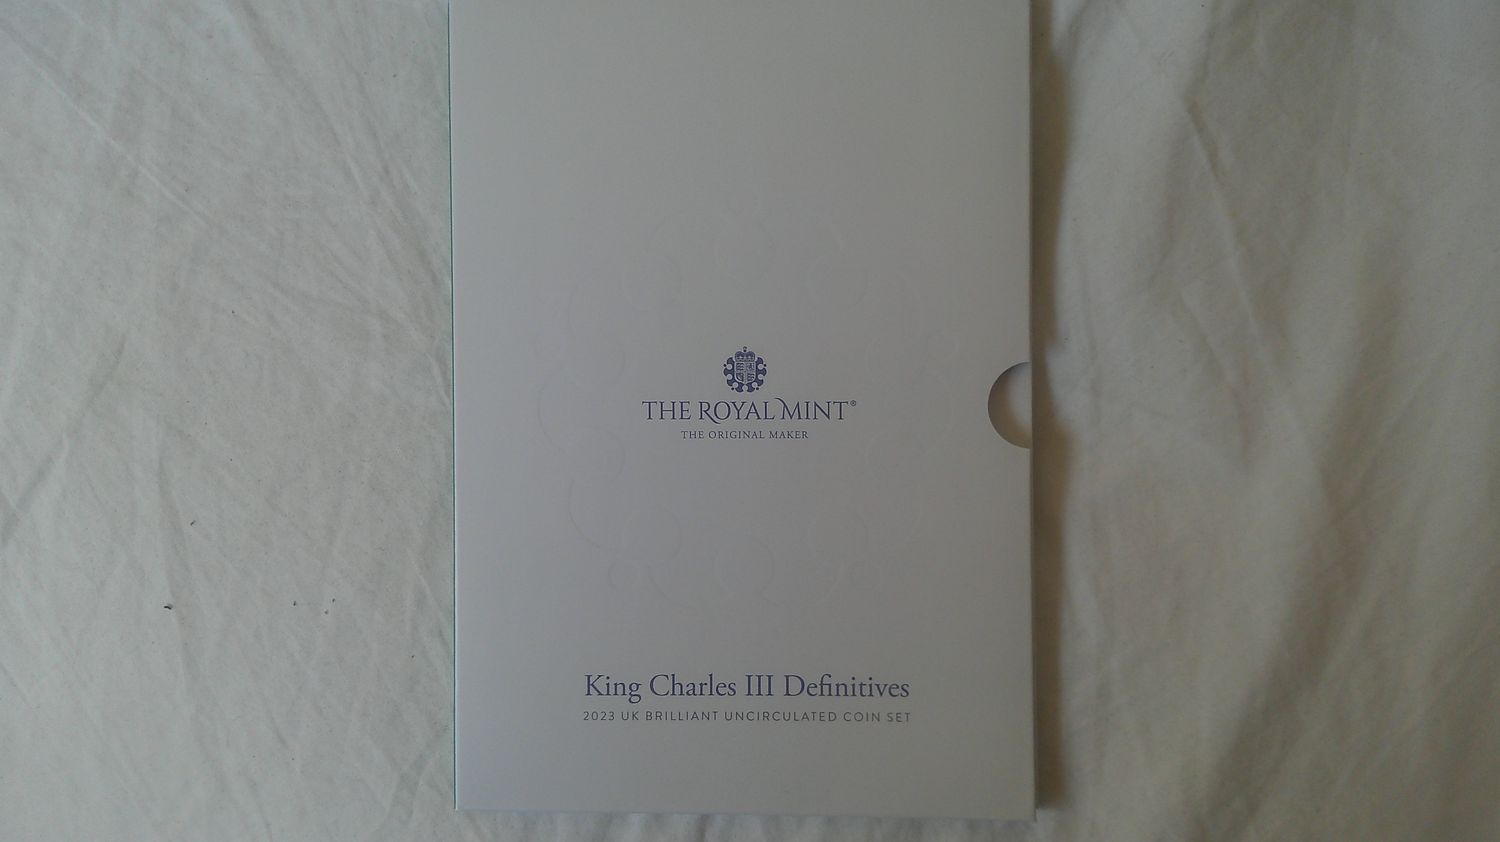 THE ROYAL MINT®
THE ORIGINAL MAKER
King Charles III Definitives
2023 UK BRILLIANT UNCIRCULATED COIN SET